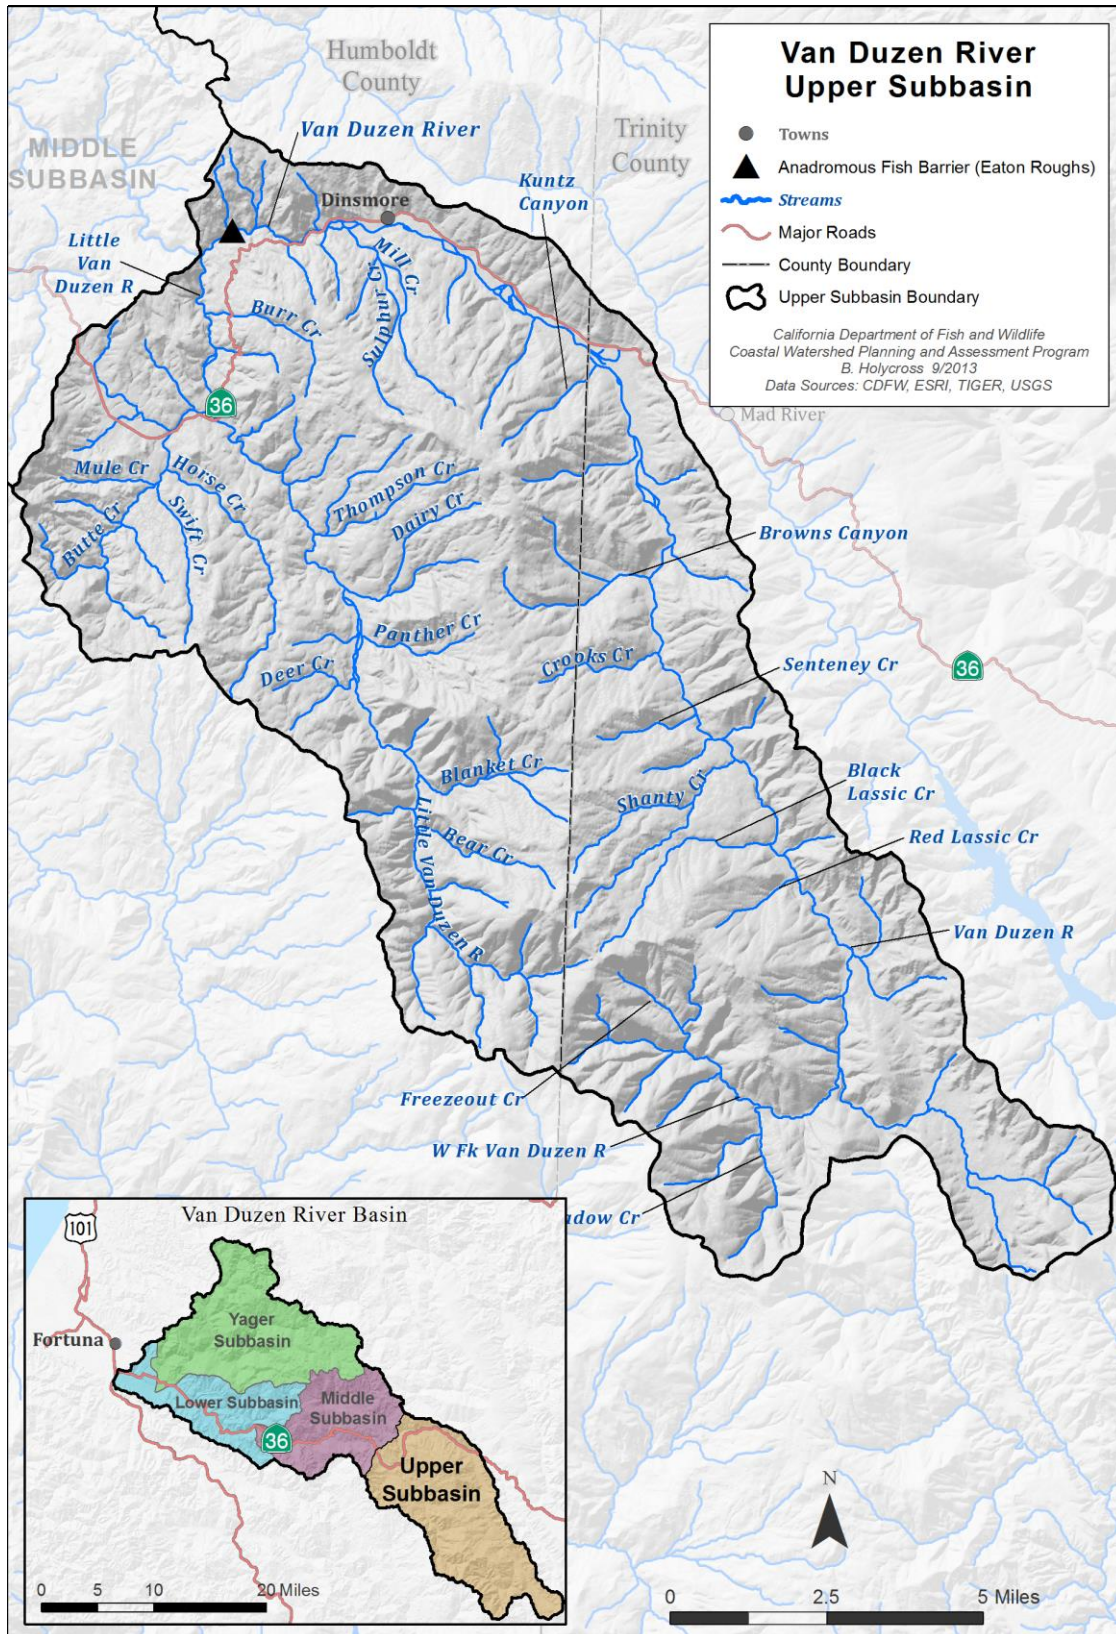 Humboldt
County
MIDDLE
SUBBASIN
Trinity
County
Van Duzen River
Upper Subbasin
Towns
Anadromous Fish Barrier (Eaton Roughs)
Streams
Major Roads
County Boundary
Upper Subbasin Boundary
California Department of Fish and Wildlife
Coastal Watershed Planning and Assessment Program
B. Holycross 9/2013
Data Sources: CDFW, ESRI, TIGER, USGS
Van Duzen River
Dinsmore
Kuntz
Canyon
Little
Van
Duzen R
Mill Cr
Sulphur Cr
Burr Cr
36
Mad River
Mule Cr
Horse Cr
Thompson Cr
Dairy Cr
Butte Cr
Swift Cr
Browns Canyon
Panther Cr
Crooks Cr
Deer Cr
Senteney Cr
36
Blanket Cr
Shanty Cr
Black
Lassic Cr
Little Van Duzen R
Bear Cr
Red Lassic Cr
Van Duzen R
Freezeout Cr
W Fk Van Duzen R
adow Cr
Van Duzen River Basin
101
Fortuna
Yager
Subbasin
Lower Subbasin
Middle
Subbasin
36
Upper
Subbasin
0 5 10 20 Miles
N
0 2.5 5 Miles